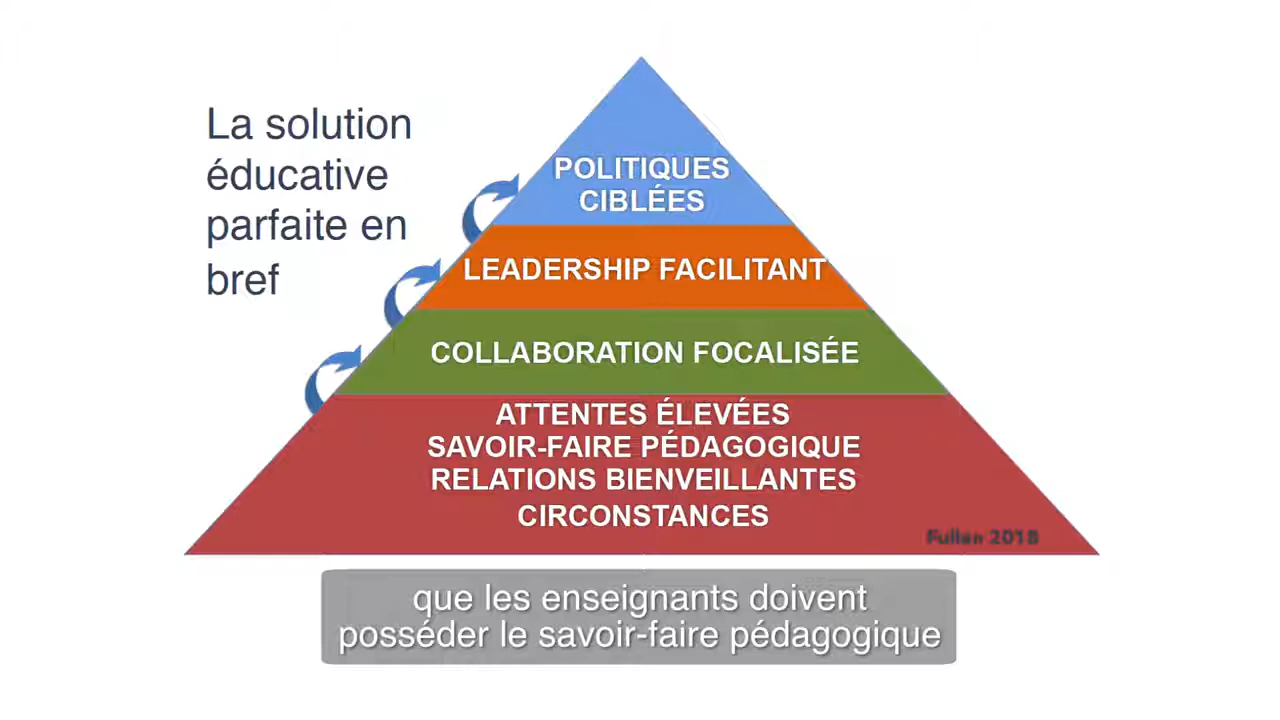 La solution
éducative
parfaite en
bref
POLITIQUES
CIBLÉES
LEADERSHIP FACILITANT
COLLABORATION FOCALISÉE
ATTENTES ÉLEVÉES
SAVOIR-FAIRE PÉDAGOGIQUE
RELATIONS BIENVEILLANTES
CIRCONSTANCES
Fullan 2018
que les enseignants doivent
posséder le savoir-faire pédagogique